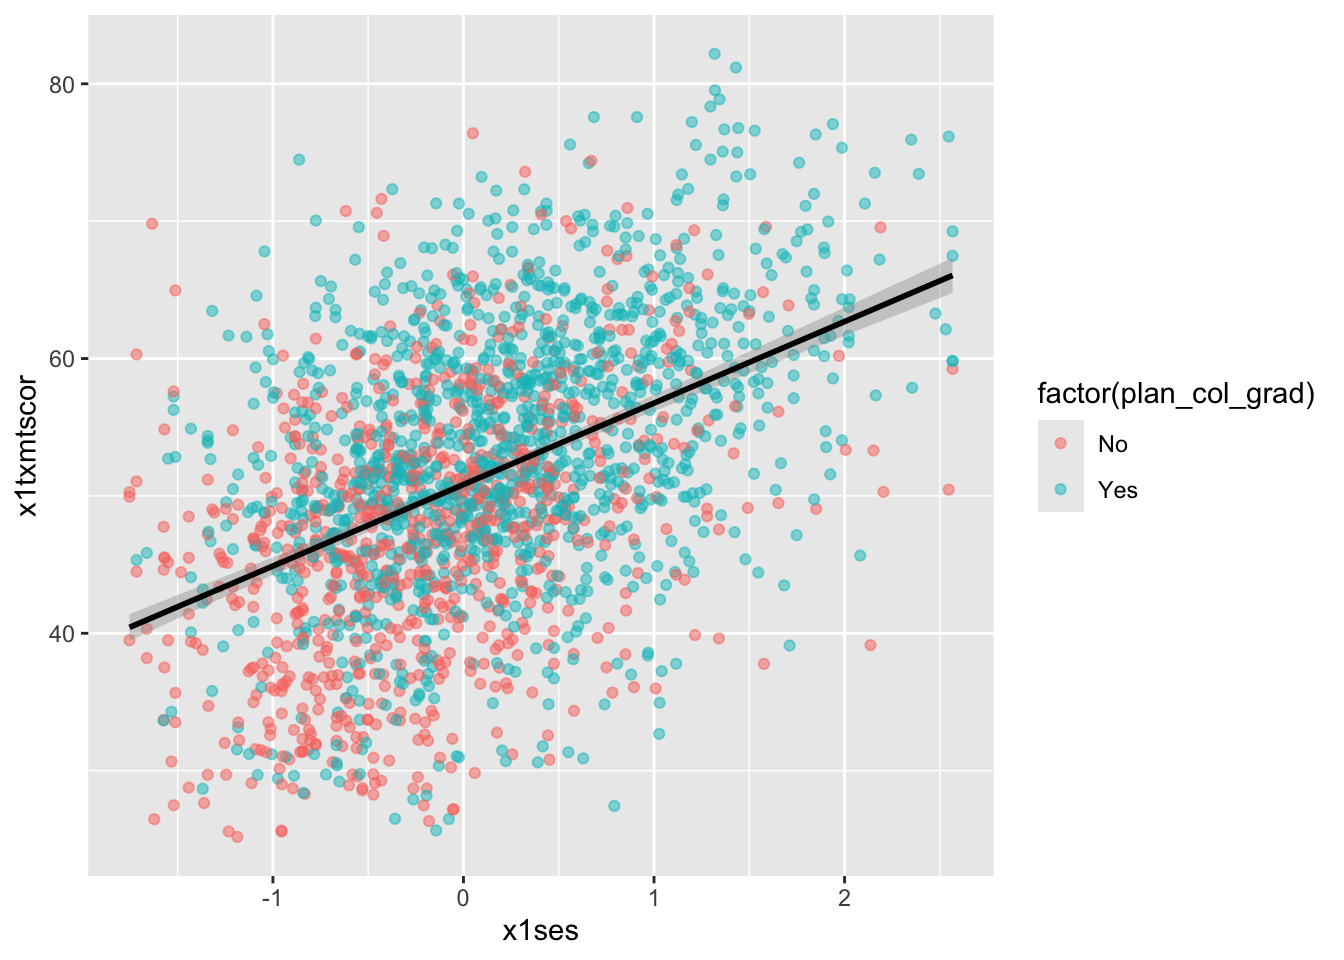 80
60
40
x1txmtscor
-1
0
1
2
x1ses
factor(plan_col_grad)
No
Yes